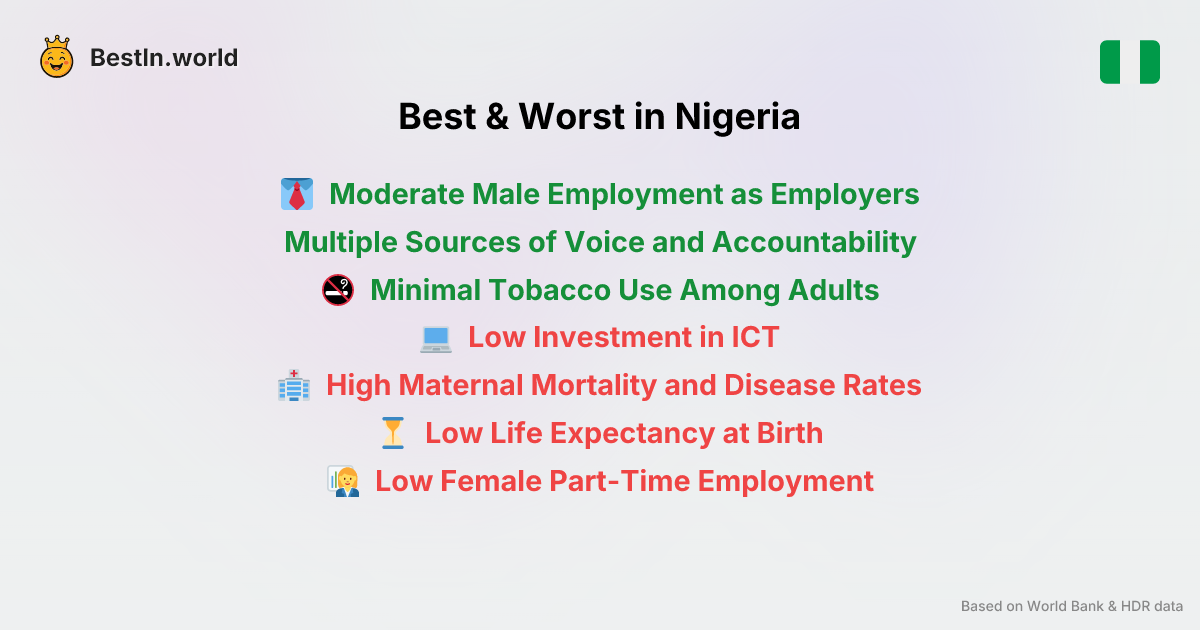 BestIn.world
Best & Worst in Nigeria
Moderate Male Employment as Employers
Multiple Sources of Voice and Accountability
Minimal Tobacco Use Among Adults
Low Investment in ICT
High Maternal Mortality and Disease Rates
Low Life Expectancy at Birth
Low Female Part-Time Employment
Based on World Bank & HDR data